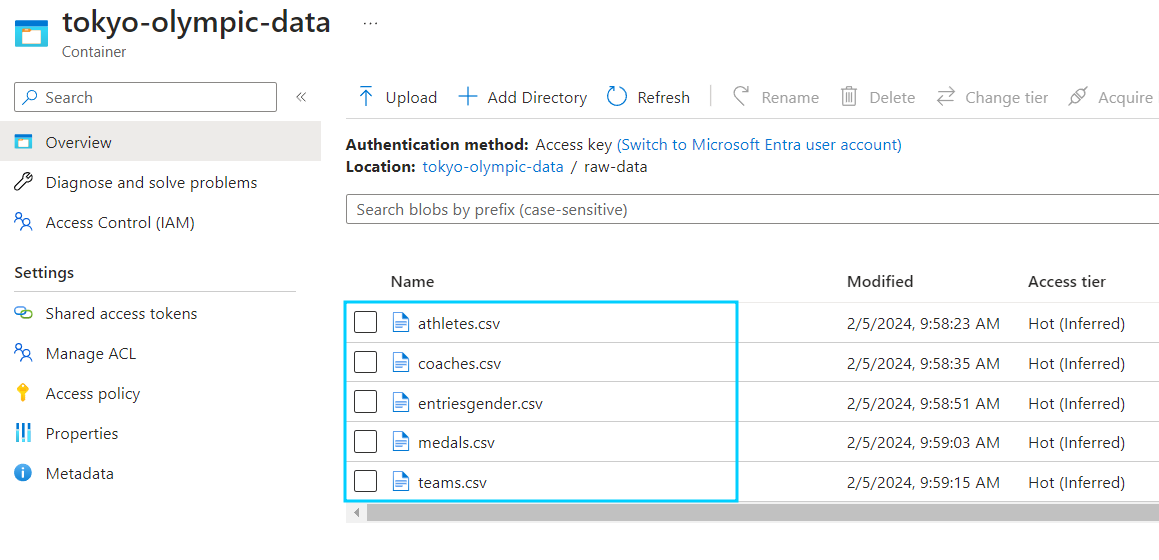 tokyo-olympic-data ...
Container
Search «
Upload Add Directory Refresh Rename Delete Change tier Acquire
Overview
Diagnose and solve problems
Access Control (IAM)
Settings
Shared access tokens
Manage ACL
Access policy
Properties
Metadata
Authentication method: Access key (Switch to Microsoft Entra user account)
Location: tokyo-olympic-data / raw-data
Search blobs by prefix (case-sensitive)
Name Modified Access tier
athletes.csv 2/5/2024, 9:58:23 AM Hot (Inferred)
coaches.csv 2/5/2024, 9:58:35 AM Hot (Inferred)
entriesgender.csv 2/5/2024, 9:58:51 AM Hot (Inferred)
medals.csv 2/5/2024, 9:59:03 AM Hot (Inferred)
teams.csv 2/5/2024, 9:59:15 AM Hot (Inferred)